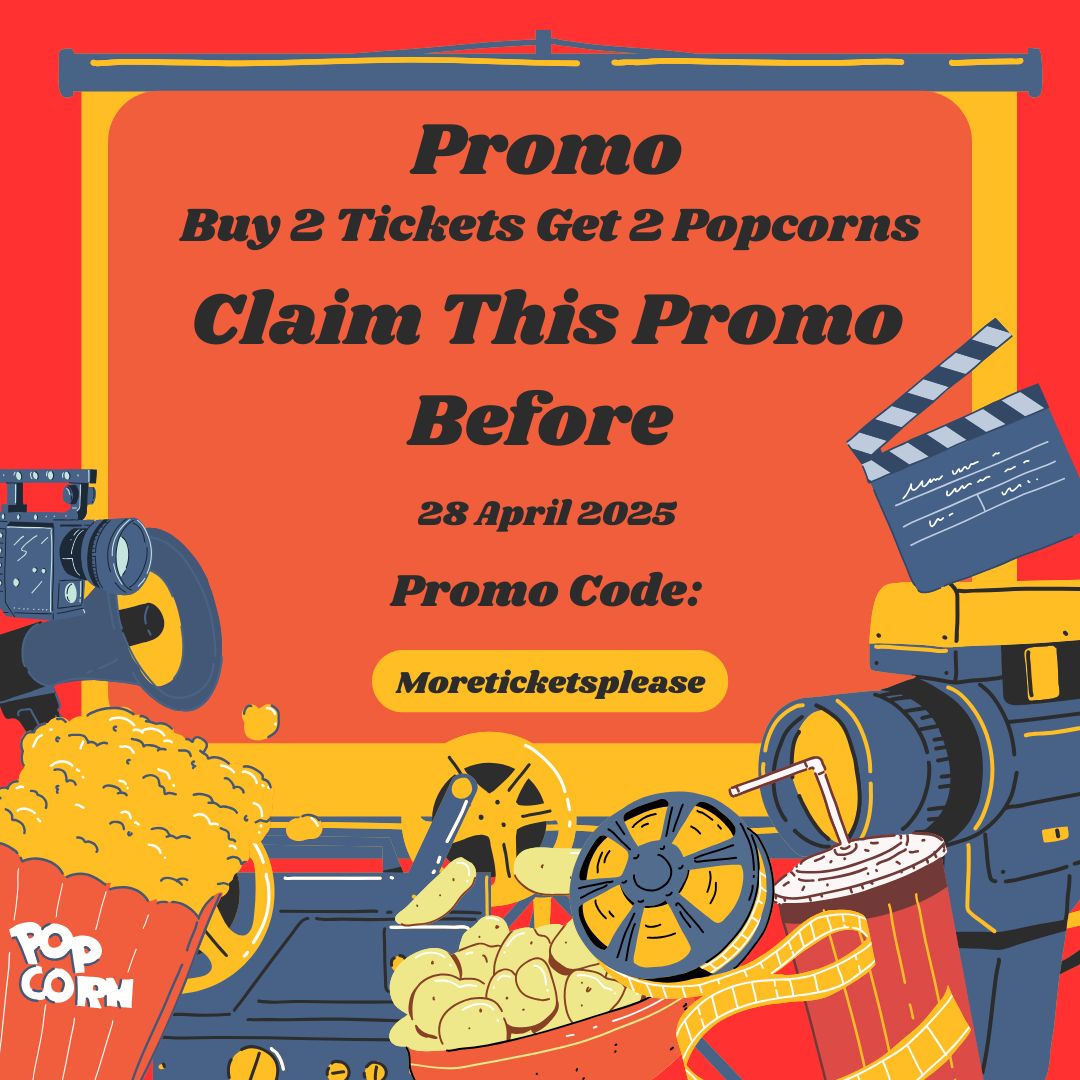 Promo
Buy 2 Tickets Get 2 Popcorns
Claim This Promo
Before
28 April 2025
Promo Code:
Moreticketsplease
POP
CORN